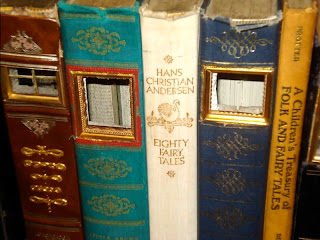 HANS
CHRISTIAN
ANDERSEN
EIGHTY
FAIRY
TALES
A Children's Treasury of
FOLK AND FAIRY TALES